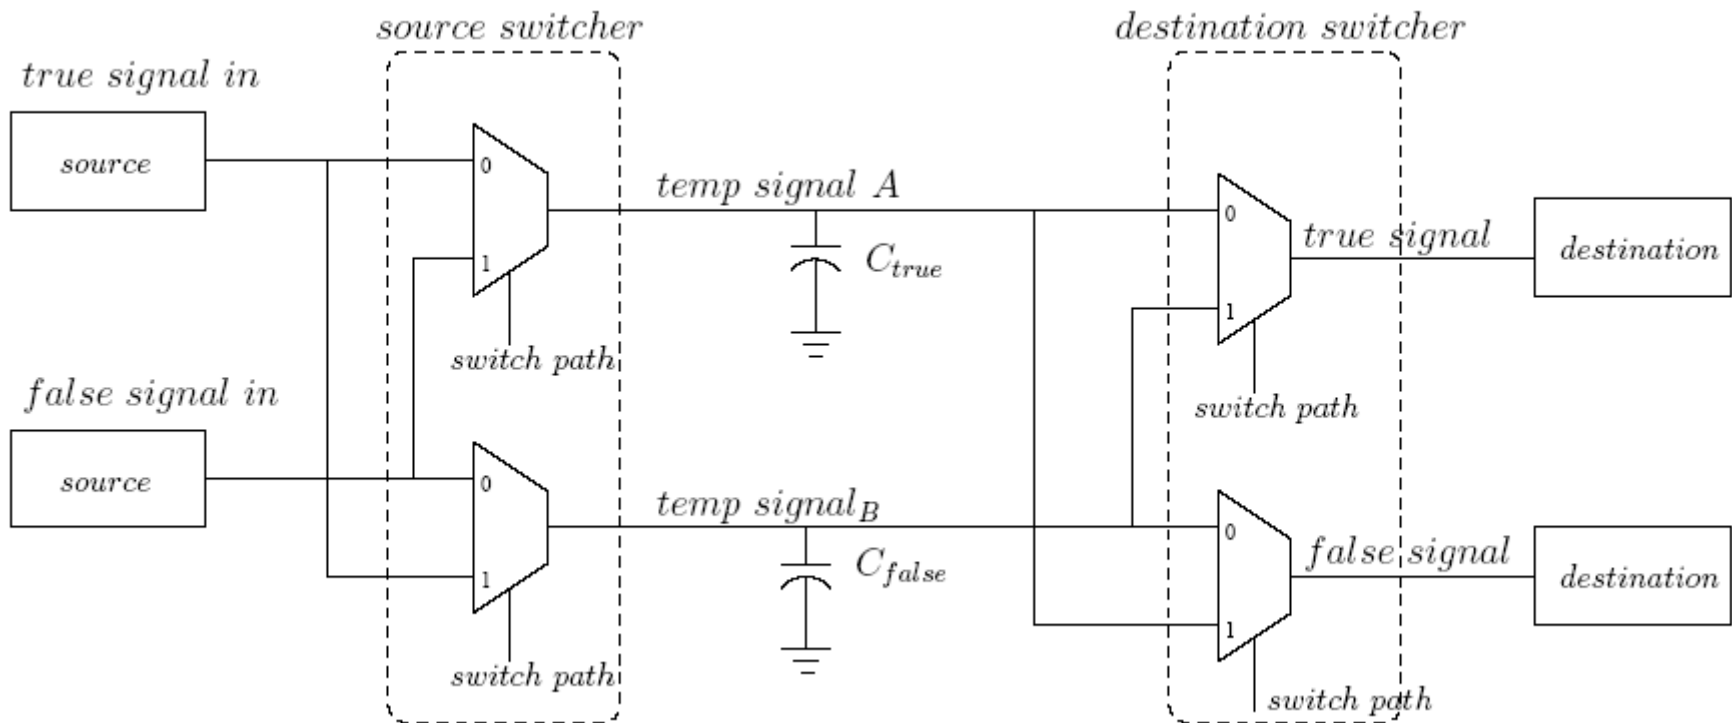 source switcher
destination switcher
true signal in
source
0
1
switch path
temp signal A
C_true
0
1
switch path
true signal
destination
false signal in
source
0
1
switch path
temp signal_B
C_false
0
1
switch path
false signal
destination